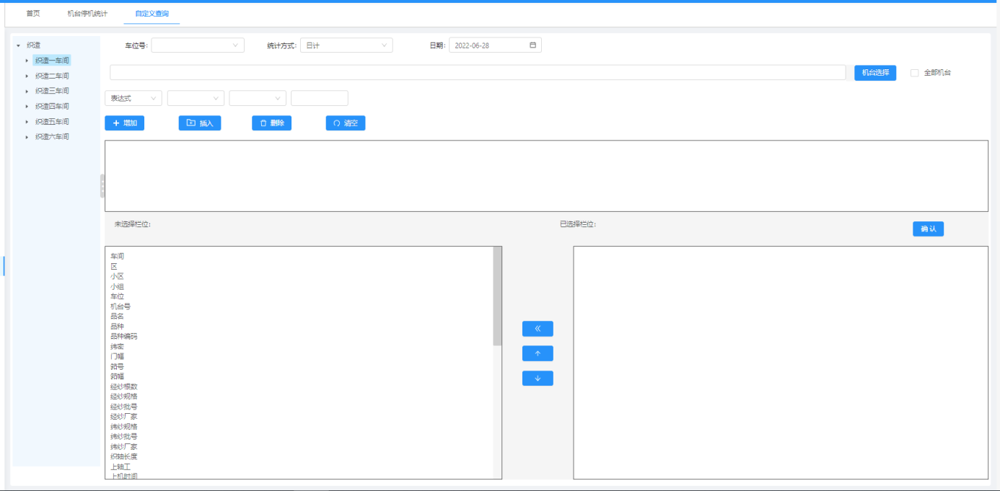 首页 机台停机统计 自定义查询
织造
织造一车间
织造二车间
织造三车间
织造四车间
织造五车间
织造六车间
车位号: 统计方式: 日计 日期: 2022-06-28
机台选择 全部机台
表达式
增加 插入 删除 清空
未选择栏位: 已选择栏位: 确认
车间
区
小区
小组
车位
机台号
品名
品种
品种编码
纬密
门幅
筘号
筘幅
经纱根数
经纱规格
经纱批号
经纱厂家
纬纱规格
纬纱批号
纬纱厂家
织轴长度
上轴工
上机时间